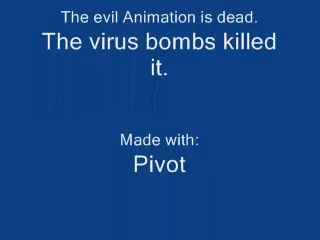 The evil Animation is dead.
The virus bombs killed
it.
Made with:
Pivot